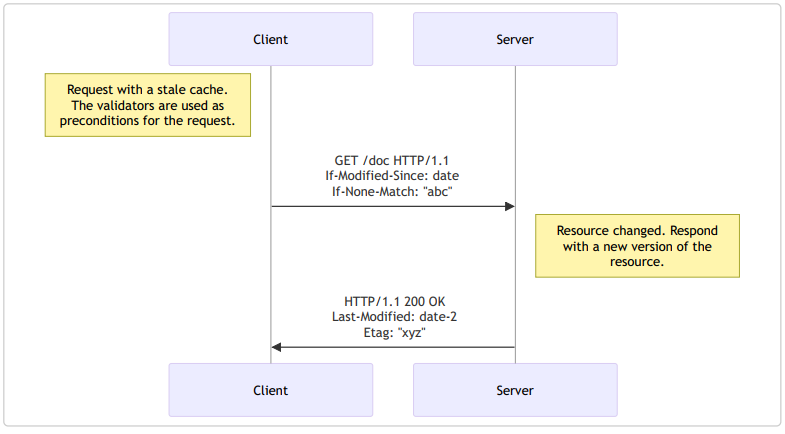 Client
Server
Request with a stale cache.
The validators are used as
preconditions for the request.
GET /doc HTTP/1.1
If-Modified-Since: date
If-None-Match: "abc"
Resource changed. Respond
with a new version of the
resource.
HTTP/1.1 200 OK
Last-Modified: date-2
Etag: "xyz"
Client
Server